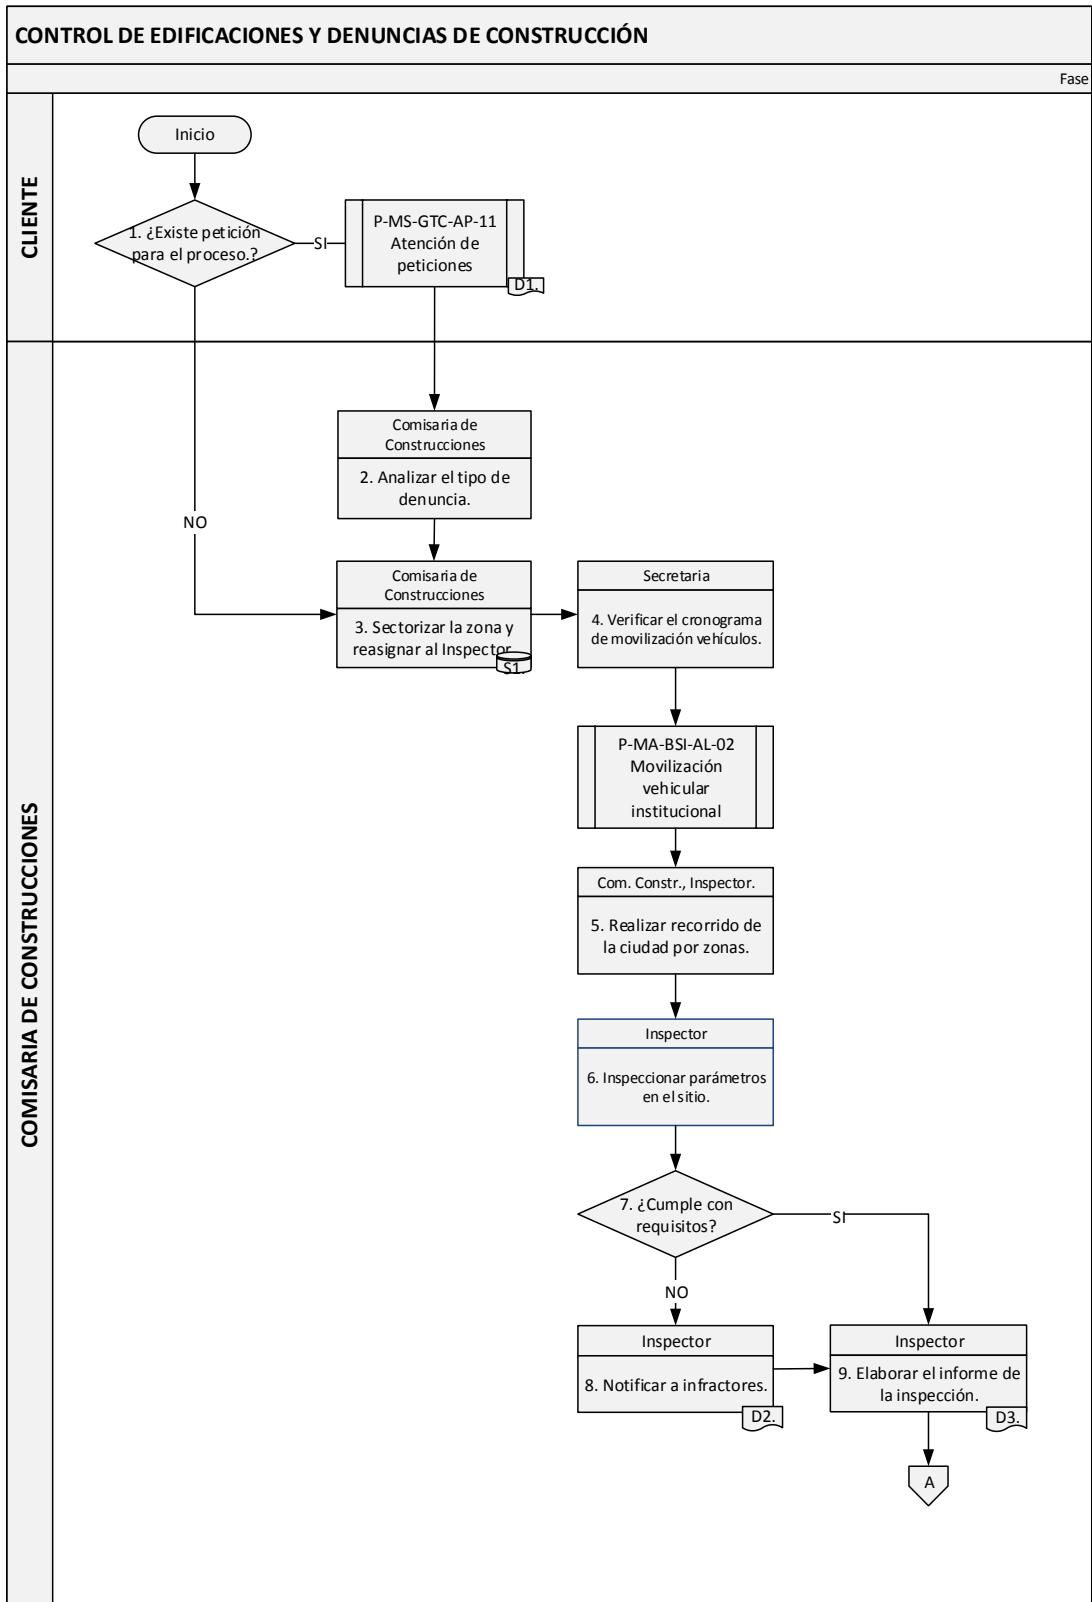 CONTROL DE EDIFICACIONES Y DENUNCIAS DE CONSTRUCCIÓN
Fase
CLIENTE
Inicio
1. ¿Existe petición
para el proceso.?
SI
P-MS-GTC-AP-11
Atención de
peticiones
D1.
COMISARIA DE CONSTRUCCIONES
Comisaria de
Construcciones
2. Analizar el tipo de
denuncia.
NO
Comisaria de
Construcciones
3. Sectorizar la zona y
reasignar al Inspector.
S1.
Secretaria
4. Verificar el cronograma
de movilización vehículos.
P-MA-BSI-AL-02
Movilización
vehicular
institucional
Com. Constr., Inspector.
5. Realizar recorrido de
la ciudad por zonas.
Inspector
6. Inspeccionar parámetros
en el sitio.
7. ¿Cumple con
requisitos?
SI
NO
Inspector
8. Notificar a infractores.
D2.
Inspector
9. Elaborar el informe de
la inspección.
D3.
A